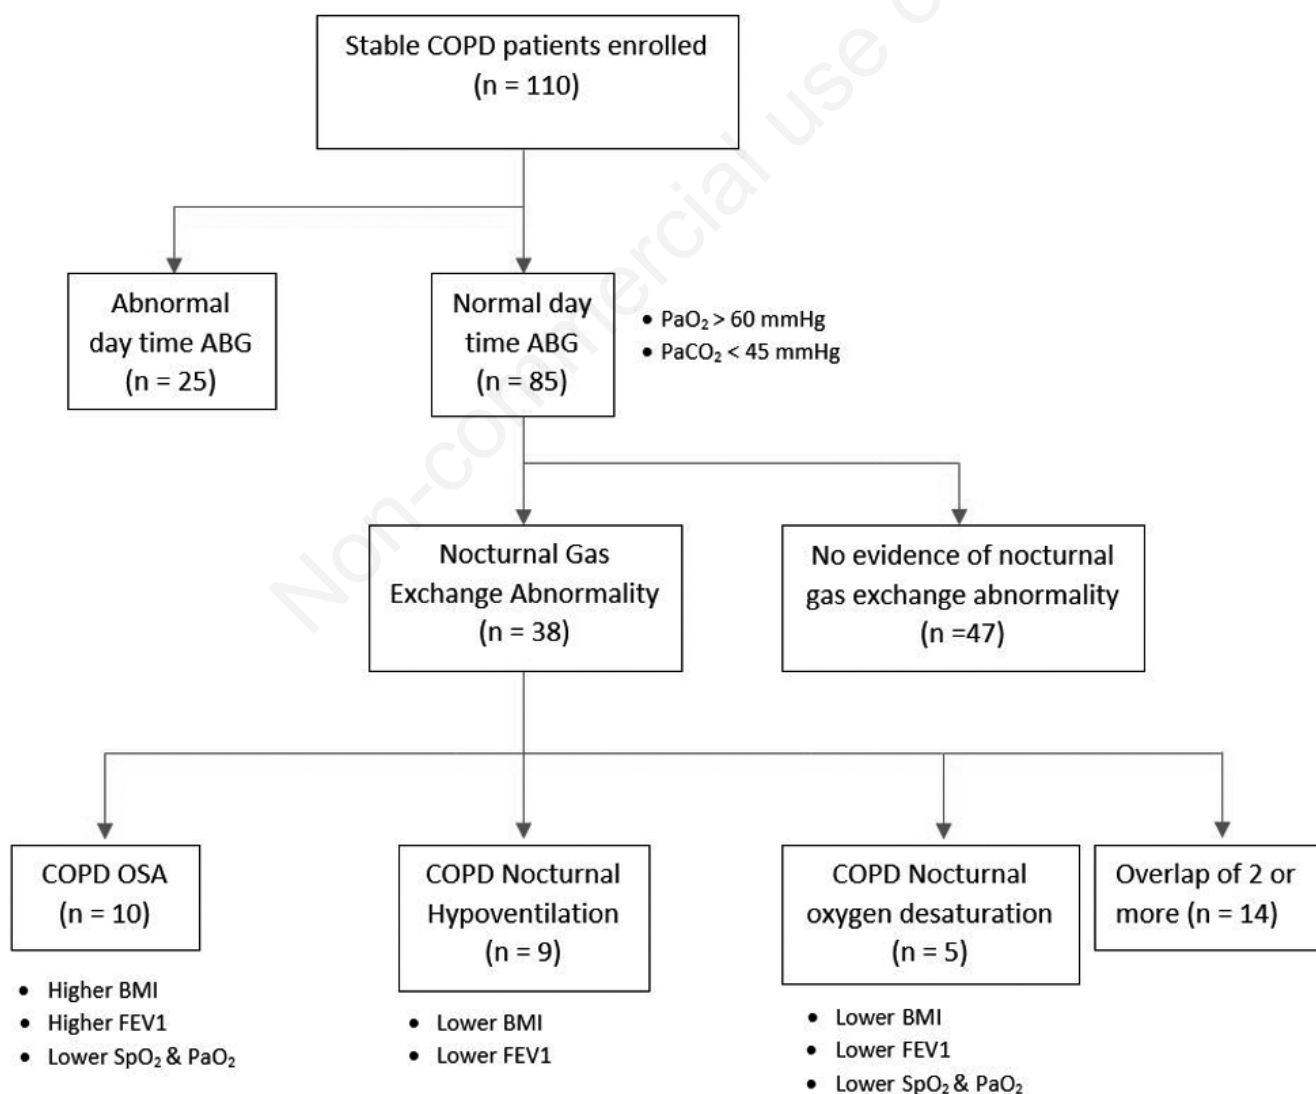 Stable COPD patients enrolled
(n = 110)
Abnormal
day time ABG
(n = 25)
Normal day
time ABG
(n = 85)
• PaO₂ > 60 mmHg
• PaCO₂ < 45 mmHg
Nocturnal Gas
Exchange Abnormality
(n = 38)
No evidence of nocturnal
gas exchange abnormality
(n =47)
COPD OSA
(n = 10)
• Higher BMI
• Higher FEV1
• Lower SpO₂ & PaO₂
COPD Nocturnal
Hypoventilation
(n = 9)
• Lower BMI
• Lower FEV1
COPD Nocturnal
oxygen desaturation
(n = 5)
• Lower BMI
• Lower FEV1
• Lower SpO₂ & PaO₂
Overlap of 2 or
more (n = 14)
Non-commercial use